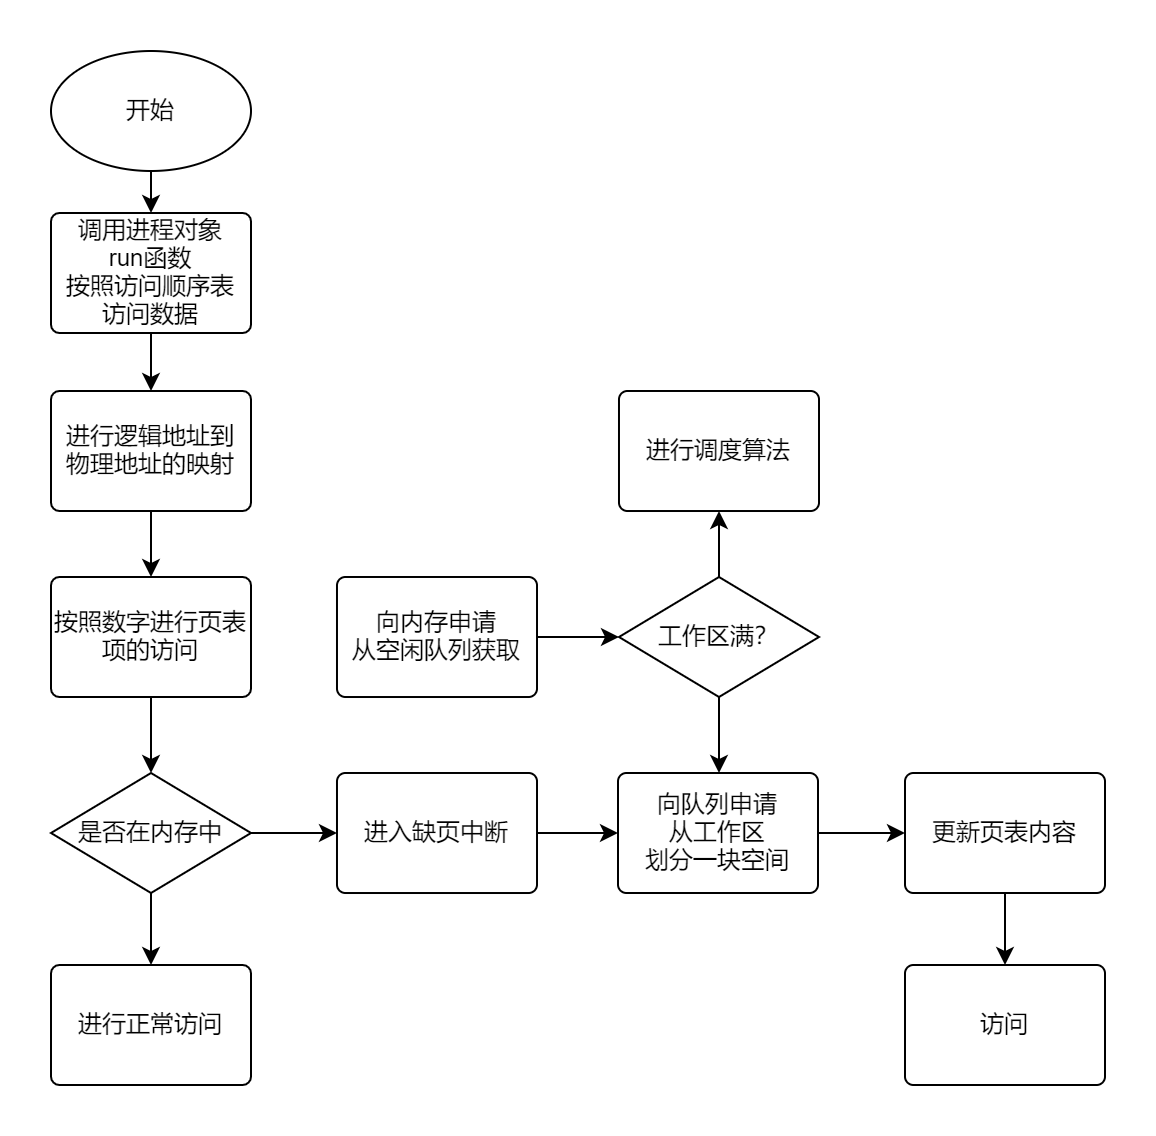 开始
调用进程对象
run函数
按照访问顺序表
访问数据
进行逻辑地址到
物理地址的映射
进行调度算法
按照数字进行页表
项的访问
向内存申请
从空闲队列获取
工作区满?
是否在内存中
进入缺页中断
向队列申请
从工作区
划分一块空间
更新页表内容
进行正常访问
访问